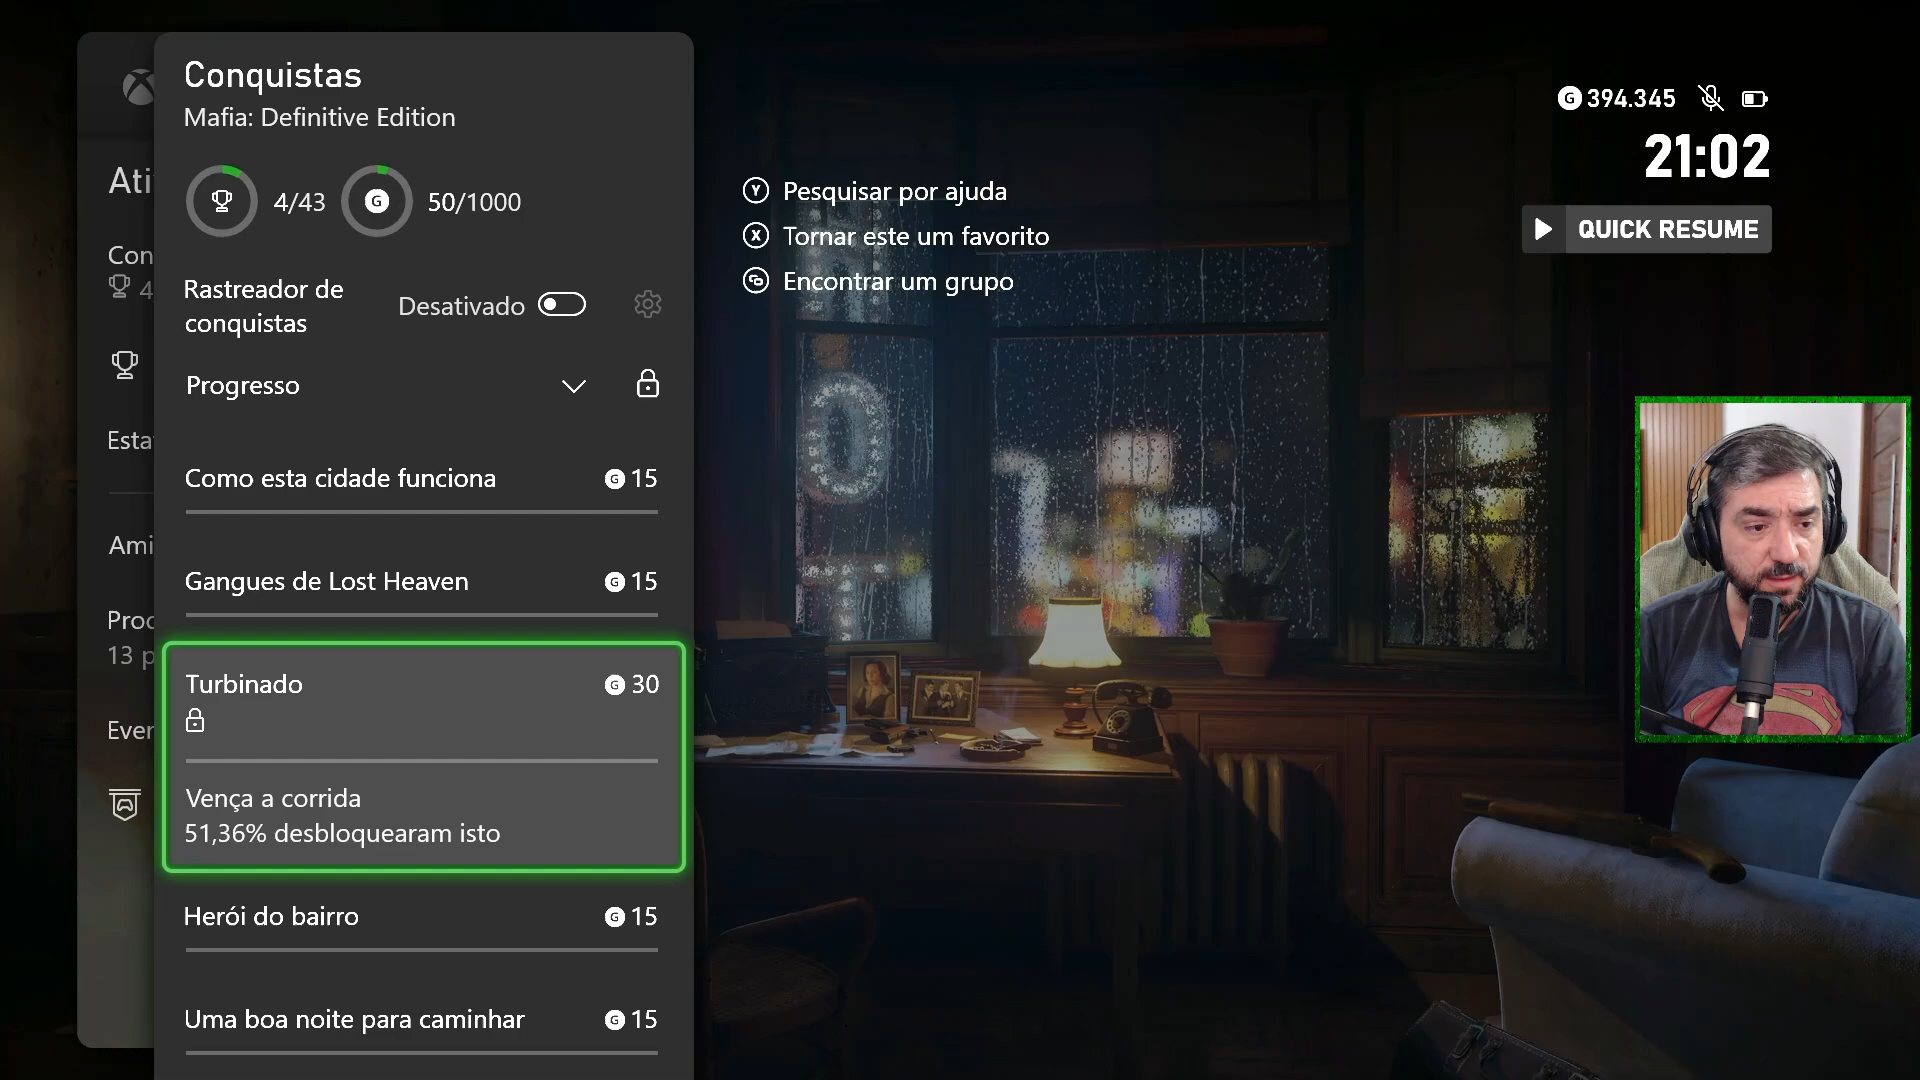 Conquistas
Mafia: Definitive Edition
4/43
G 50/1000
Rastreador de
conquistas
Desativado
Progresso
Como esta cidade funciona
G 15
Gangues de Lost Heaven
G 15
Turbinado
G 30
Vença a corrida
51,36% desbloquearam isto
Herói do bairro
G 15
Uma boa noite para caminhar
G 15
Ati
Con
4
Esta
Ami
Proc
13 p
Ever
Y Pesquisar por ajuda
X Tornar este um favorito
Encontrar um grupo
G 394.345
21:02
QUICK RESUME